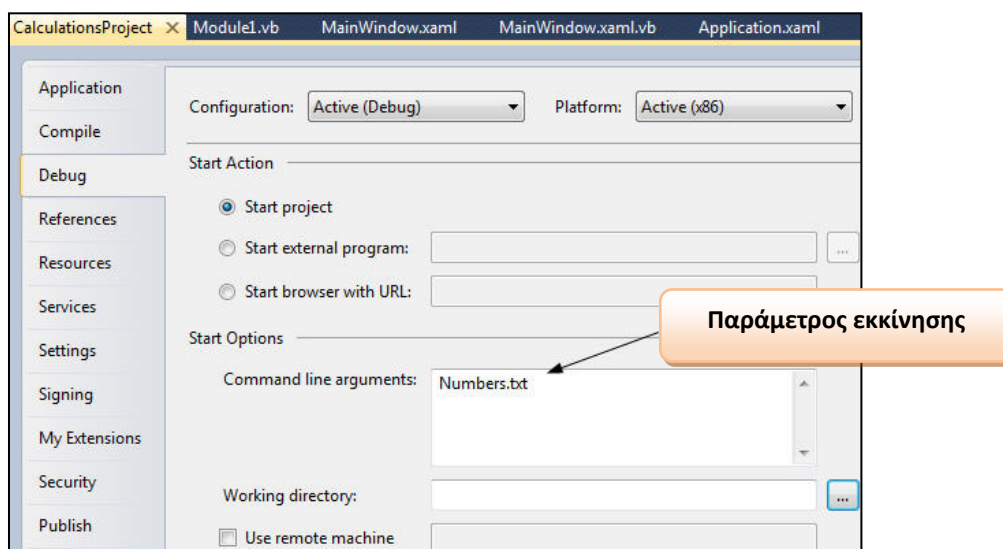 CalculationsProject Module1.vb MainWindow.xaml MainWindow.xaml.vb Application.xaml
Application
Compile
Debug
References
Resources
Services
Settings
Signing
My Extensions
Security
Publish
Configuration: Active (Debug) Platform: Active (x86)
Start Action
Start project
Start external program: ...
Start browser with URL:
Παράμετρος εκκίνησης
Start Options
Command line arguments: Numbers.txt
Working directory: ...
Use remote machine